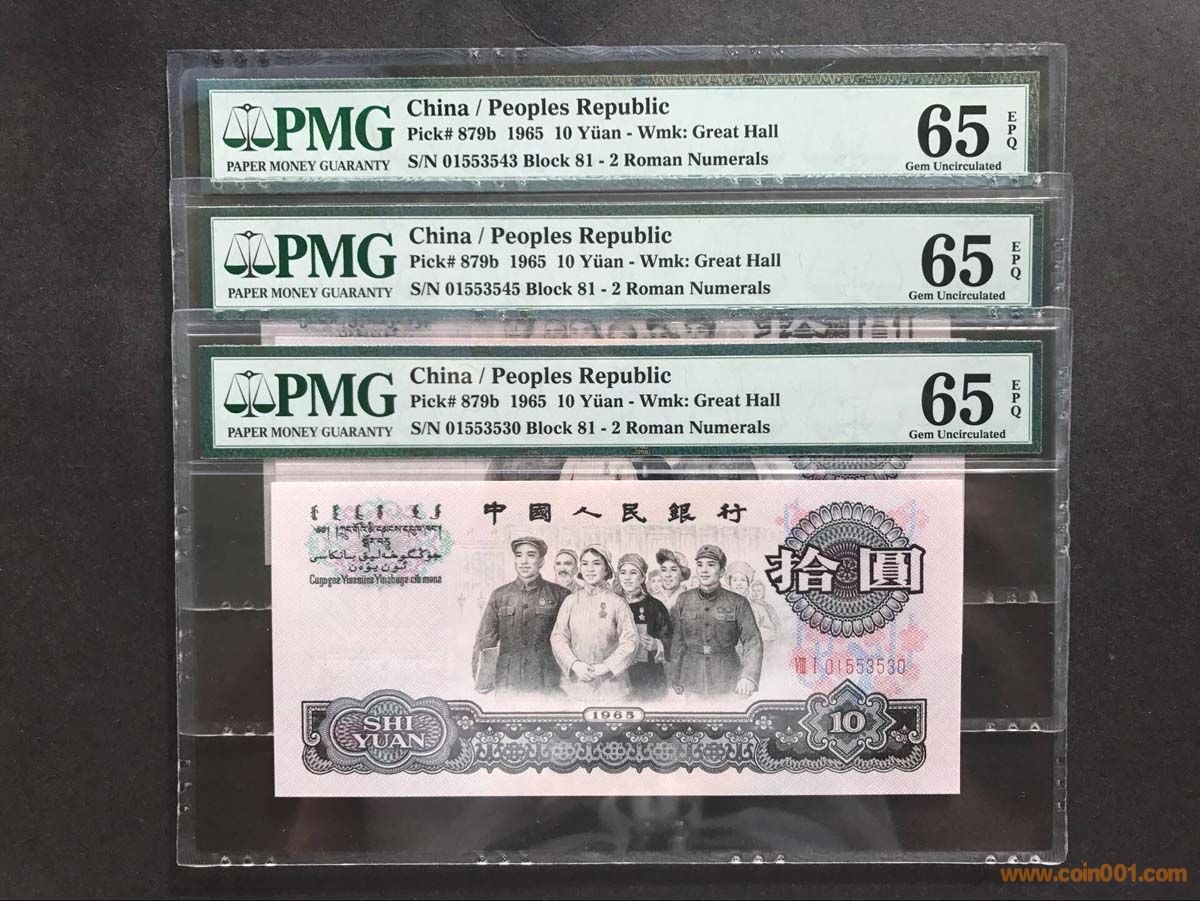 PMG
PAPER MONEY GUARANTY
China / Peoples Republic
Pick# 879b 1965 10 Yüan - Wmk: Great Hall
S/N 01553543 Block 81 - 2 Roman Numerals
65
EPQ
Gem Uncirculated
PMG
PAPER MONEY GUARANTY
China / Peoples Republic
Pick# 879b 1965 10 Yüan - Wmk: Great Hall
S/N 01553545 Block 81 - 2 Roman Numerals
65
EPQ
Gem Uncirculated
PMG
PAPER MONEY GUARANTY
China / Peoples Republic
Pick# 879b 1965 10 Yüan - Wmk: Great Hall
S/N 01553530 Block 81 - 2 Roman Numerals
65
EPQ
Gem Uncirculated
中國人民銀行
拾圓
VIII I 01553530
1965
SHI
YUAN
10
www.coin001.com